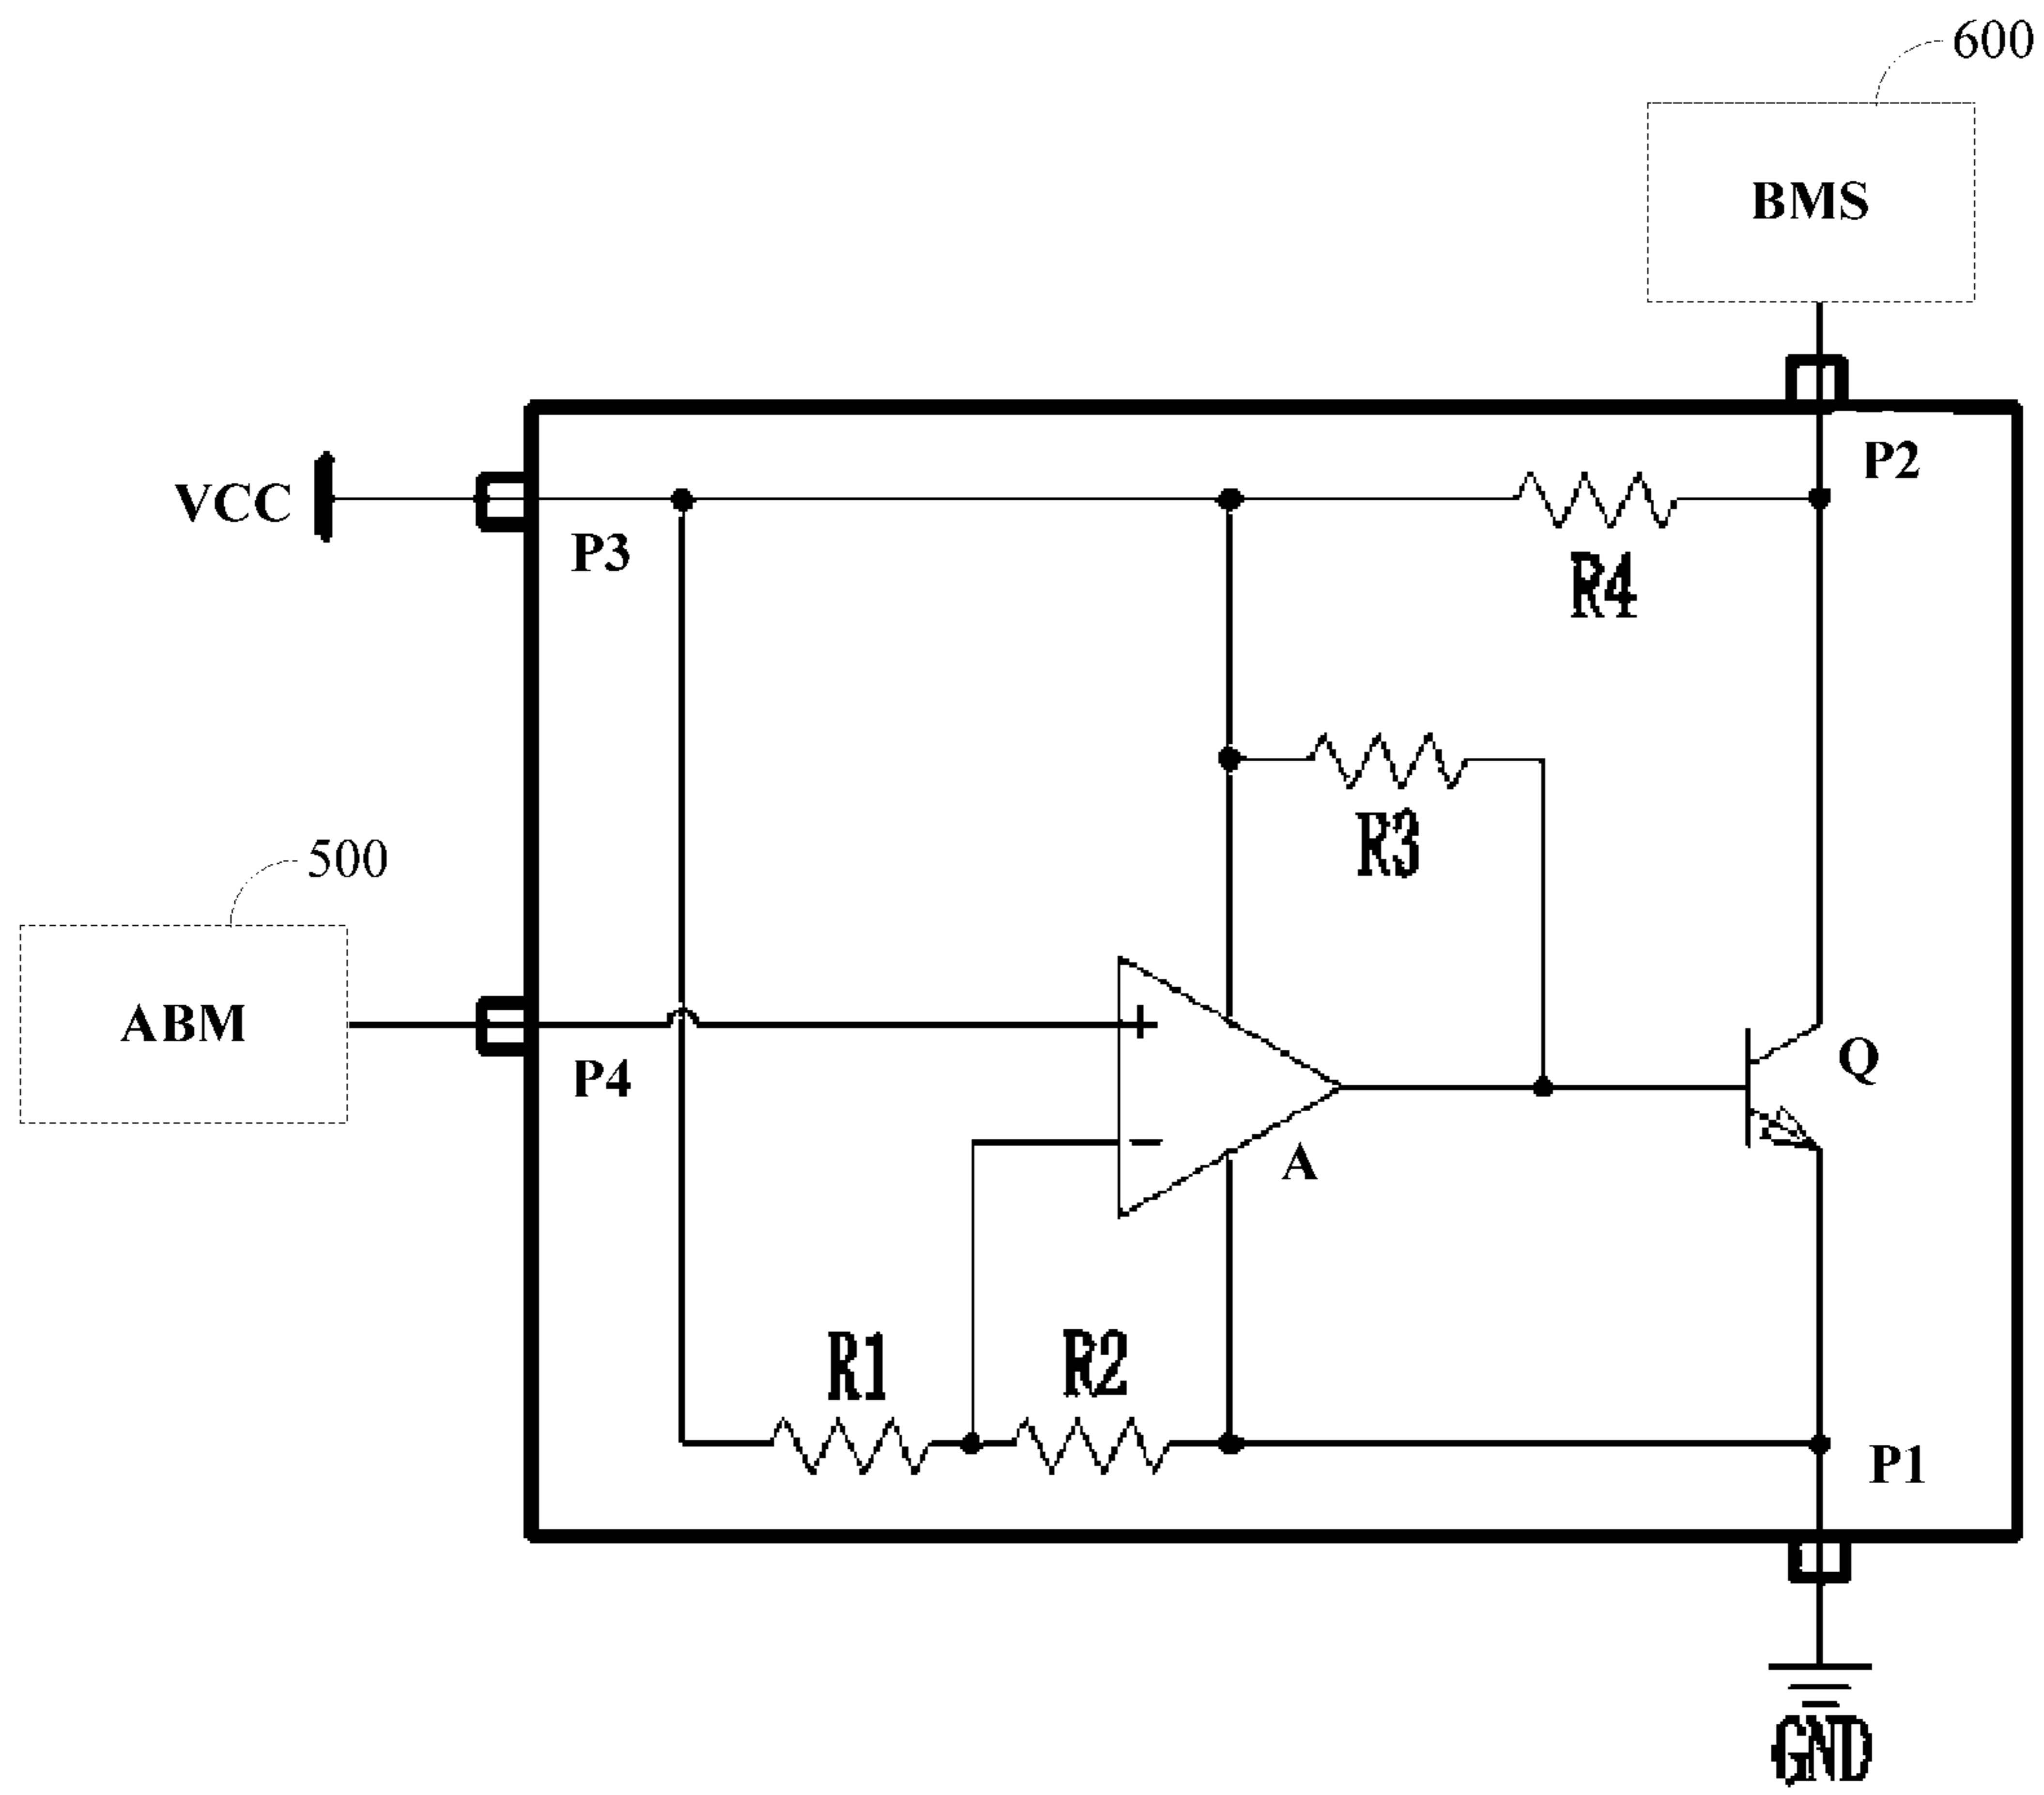 600
BMS
P2
VCC
P3
R4
R3
500
ABM
P4
+
Q
−
A
R1
R2
P1
GND